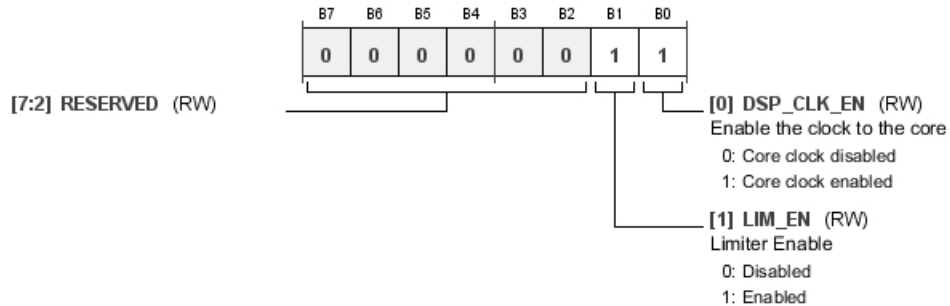 B7 B6 B5 B4 B3 B2 B1 B0
0 0 0 0 0 0 1 1
[7:2] RESERVED (RW)
[0] DSP_CLK_EN (RW)
Enable the clock to the core
0: Core clock disabled
1: Core clock enabled
[1] LIM_EN (RW)
Limiter Enable
0: Disabled
1: Enabled